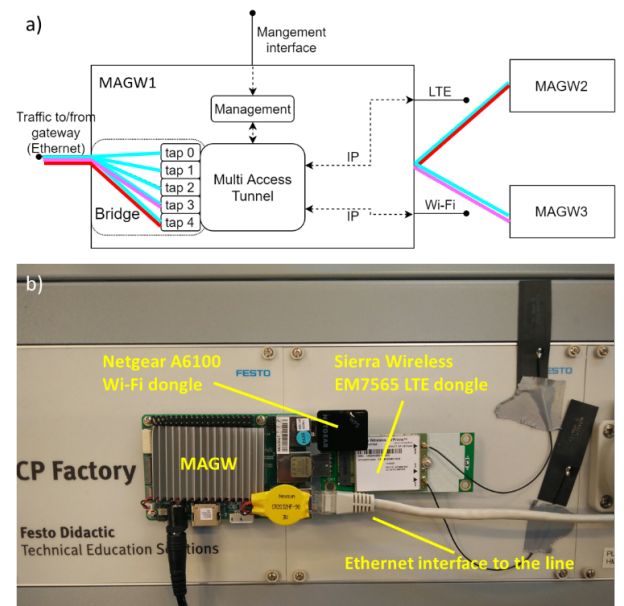 a)
Mangement
interface
MAGW1
LTE
MAGW2
Management
Traffic to/from
gateway
(Ethernet)
tap 0
tap 1
tap 2
tap 3
tap 4
Multi Access
Tunnel
IP
IP
Bridge
Wi-Fi
MAGW3
b)
Netgear A6100
Wi-Fi dongle
Sierra Wireless
EM7565 LTE dongle
FESTO
FESTO
NETGEAR
MAGW
CP Factory
Festo Didactic
Technical Education Solutions
Ethernet interface to the line